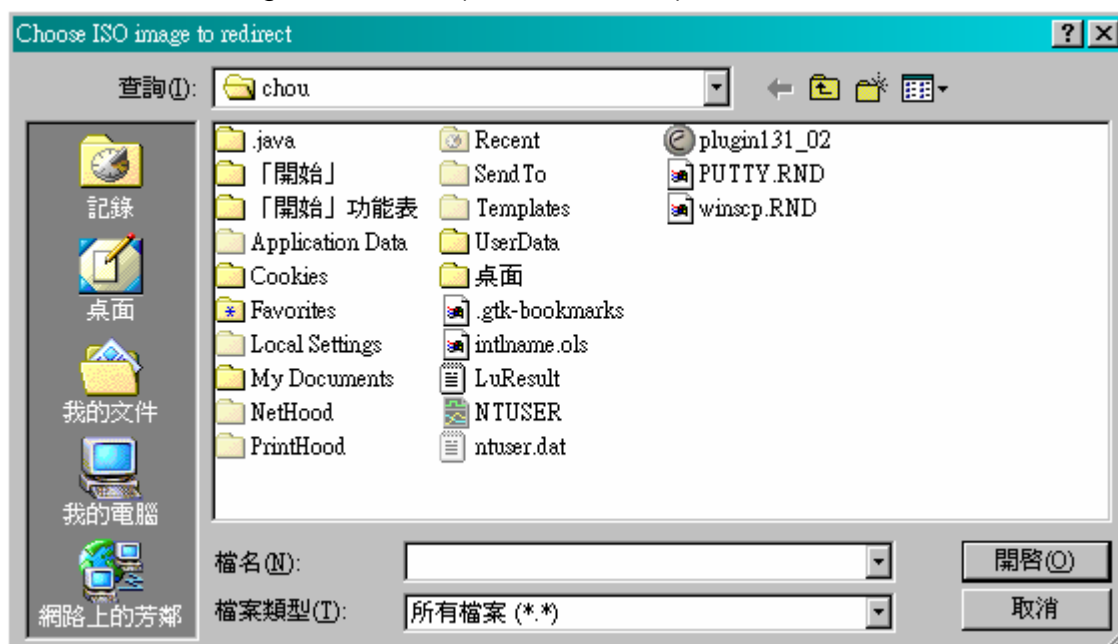 Choose ISO image to redirect
查詢(I): chou
記錄
桌面
我的文件
我的電腦
網路上的芳鄰
.java
「開始」
「開始」功能表
Application Data
Cookies
Favorites
Local Settings
My Documents
NetHood
PrintHood
Recent
SendTo
Templates
UserData
桌面
.gtk-bookmarks
intlname.ols
LuResult
NTUSER
ntuser.dat
plugin131_02
PUTTY.RND
winscp.RND
檔名(N):
開啓(O)
檔案類型(T): 所有檔案 (*.*)
取消